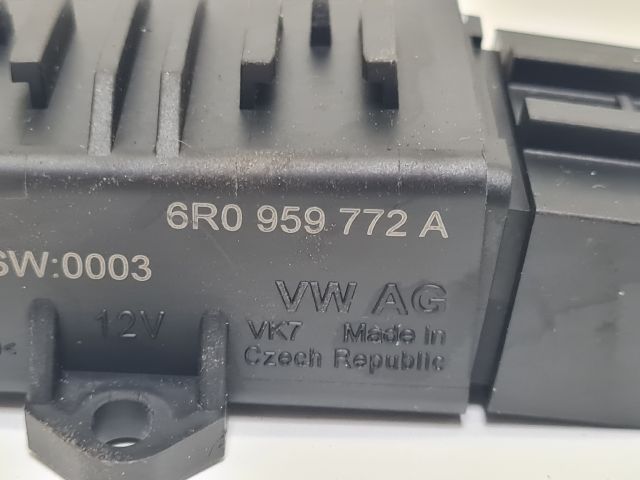 6R0 959 772 A
SW:0003
VW AG
12V
VK7 Made in
Czech Republic